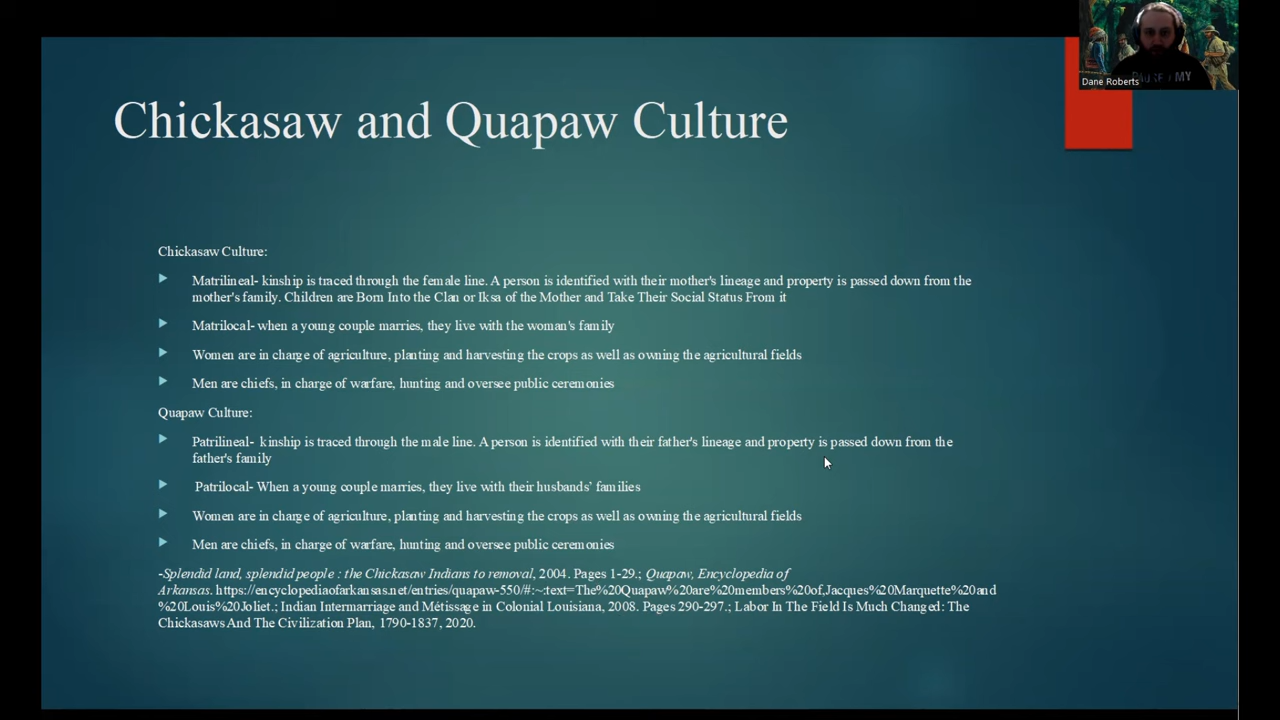 Dane Roberts
Chickasaw and Quapaw Culture
Chickasaw Culture:
Matrilineal- kinship is traced through the female line. A person is identified with their mother's lineage and property is passed down from the
mother's family. Children are Born Into the Clan or Iksa of the Mother and Take Their Social Status From it
Matrilocal- when a young couple marries, they live with the woman's family
Women are in charge of agriculture, planting and harvesting the crops as well as owning the agricultural fields
Men are chiefs, in charge of warfare, hunting and oversee public ceremonies
Quapaw Culture:
Patrilineal- kinship is traced through the male line. A person is identified with their father's lineage and property is passed down from the
father's family
Patrilocal- When a young couple marries, they live with their husbands' families
Women are in charge of agriculture, planting and harvesting the crops as well as owning the agricultural fields
Men are chiefs, in charge of warfare, hunting and oversee public ceremonies
-Splendid land, splendid people : the Chickasaw Indians to removal, 2004. Pages 1-29.; Quapaw, Encyclopedia of
Arkansas. https://encyclopediaofarkansas.net/entries/quapaw-550/#:~:text=The%20Quapaw%20are%20members%20of,Jacques%20Marquette%20and
%20Louis%20Joliet.; Indian Intermarriage and Métissage in Colonial Louisiana, 2008. Pages 290-297.; Labor In The Field Is Much Changed: The
Chickasaws And The Civilization Plan, 1790-1837, 2020.